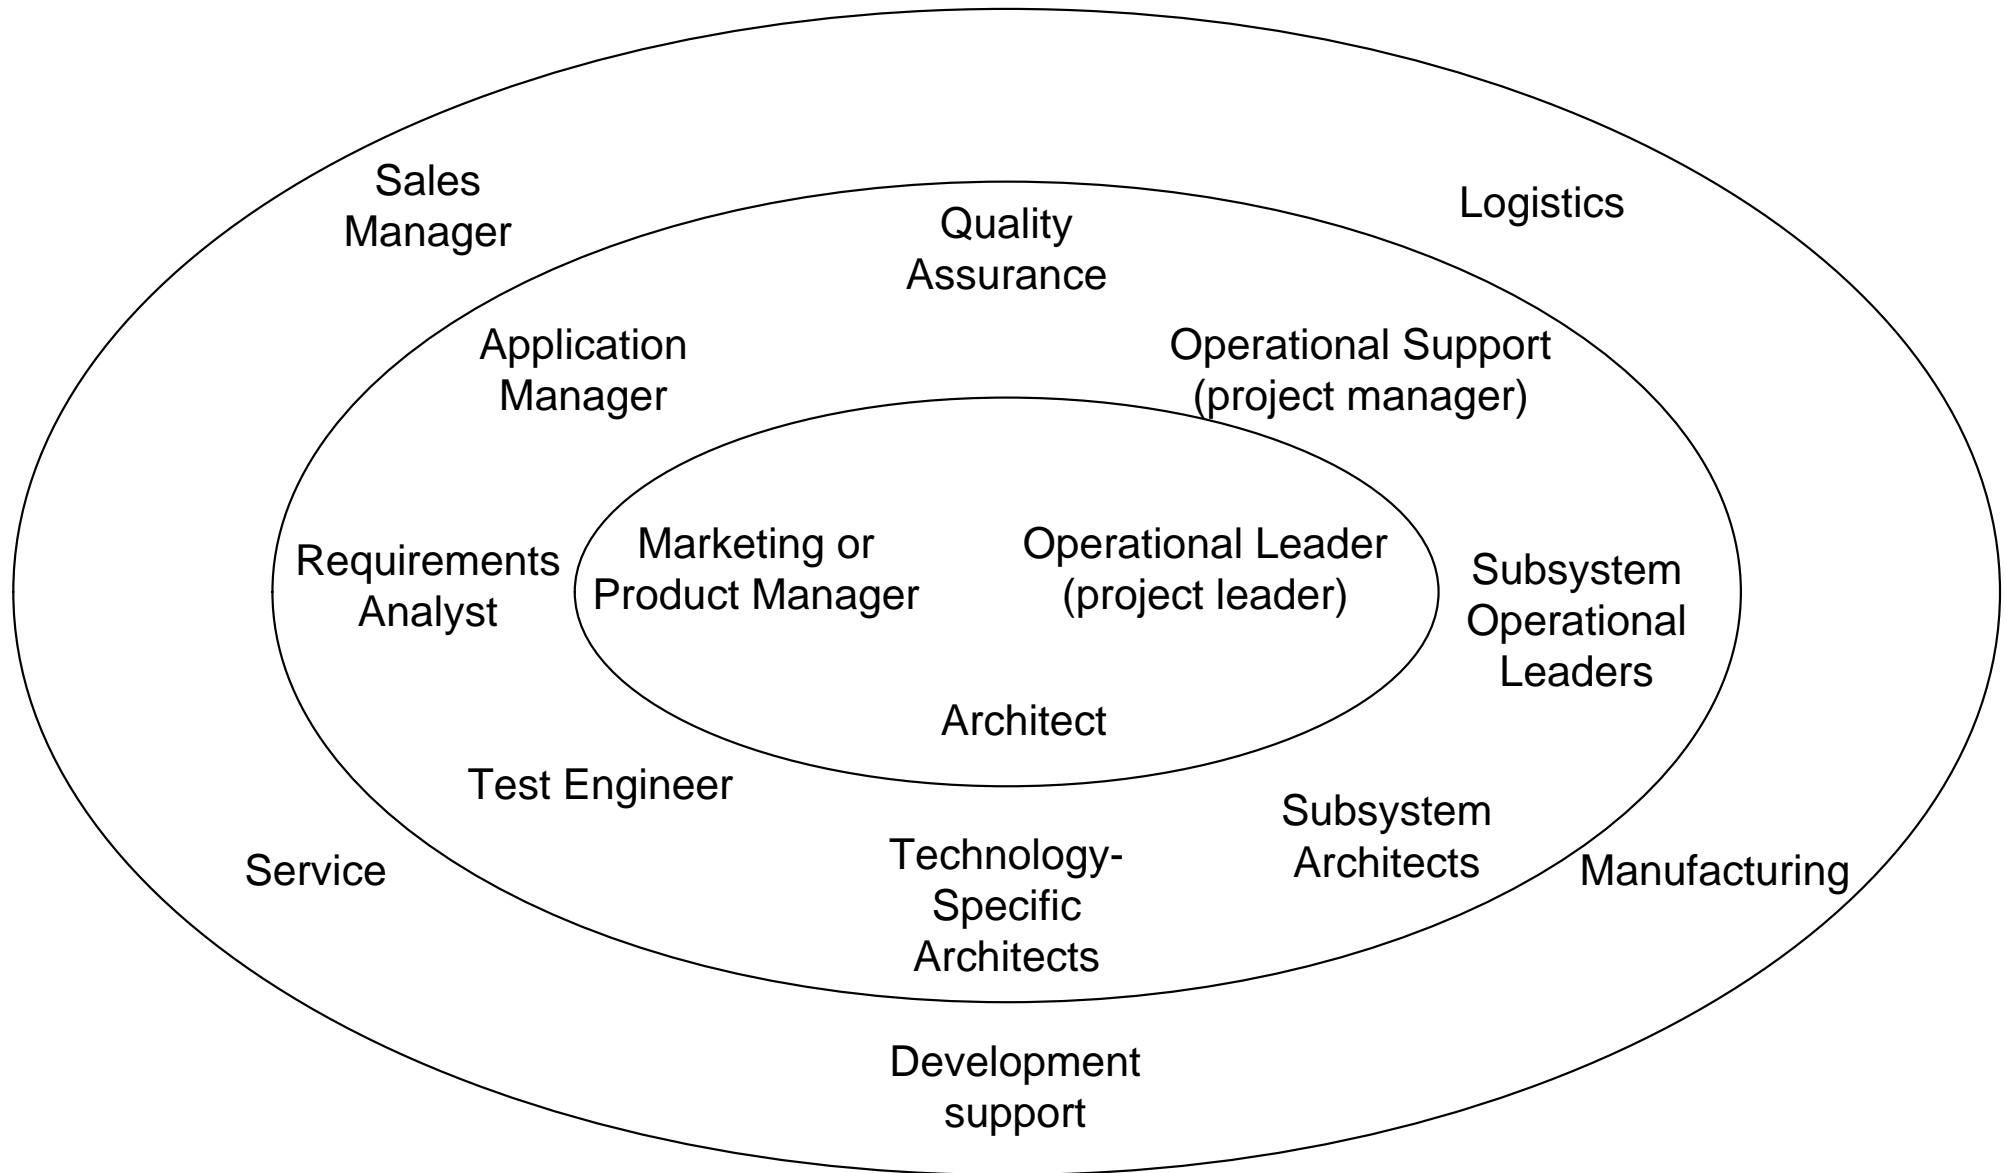 Sales
Manager
Logistics
Quality
Assurance
Application
Manager
Operational Support
(project manager)
Requirements
Analyst
Marketing or
Product Manager
Operational Leader
(project leader)
Subsystem
Operational
Leaders
Architect
Test Engineer
Subsystem
Architects
Technology-
Specific
Architects
Service
Manufacturing
Development
support